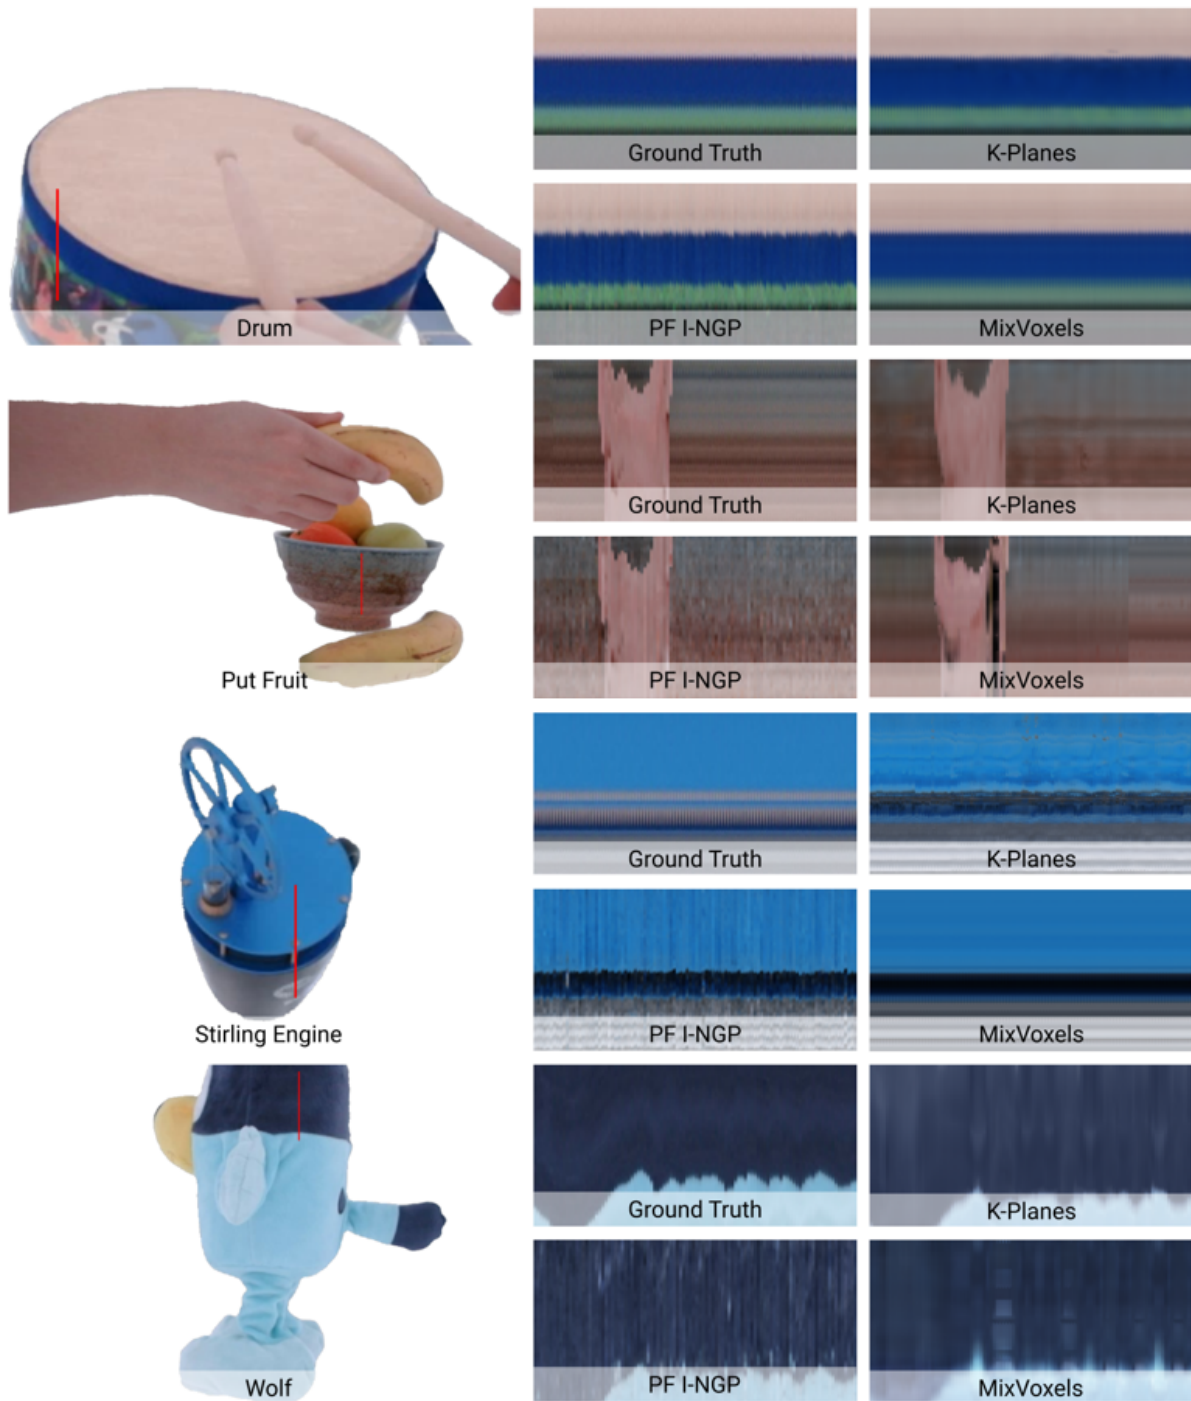 Ground Truth
K-Planes
Drum
PF I-NGP
MixVoxels
Ground Truth
K-Planes
Put Fruit
PF I-NGP
MixVoxels
Ground Truth
K-Planes
Stirling Engine
PF I-NGP
MixVoxels
Ground Truth
K-Planes
Wolf
PF I-NGP
MixVoxels